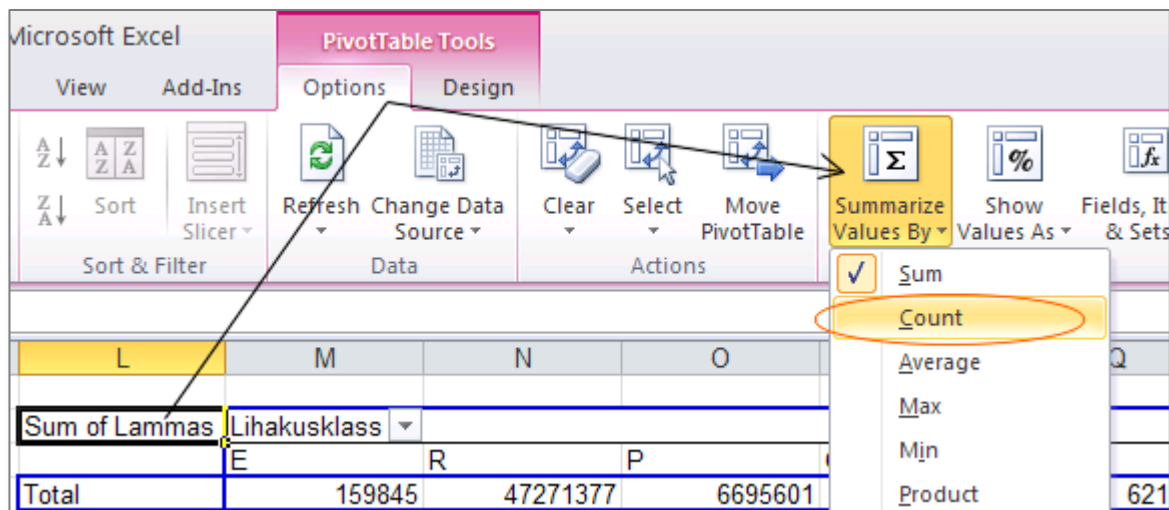 Microsoft Excel
PivotTable Tools
View Add-Ins Options Design
A Z
Z A
Sort
Insert Slicer
Refresh
Change Data Source
Clear
Select
Move PivotTable
Σ
Summarize Values By
%
Show Values As
fx
Fields, It
& Sets
Sort & Filter
Data
Actions
Sum
Count
Average
Max
Min
Product
L M N O Q
Sum of Lammas Lihakusklass
E R P
Total 159845 47271377 6695601 621